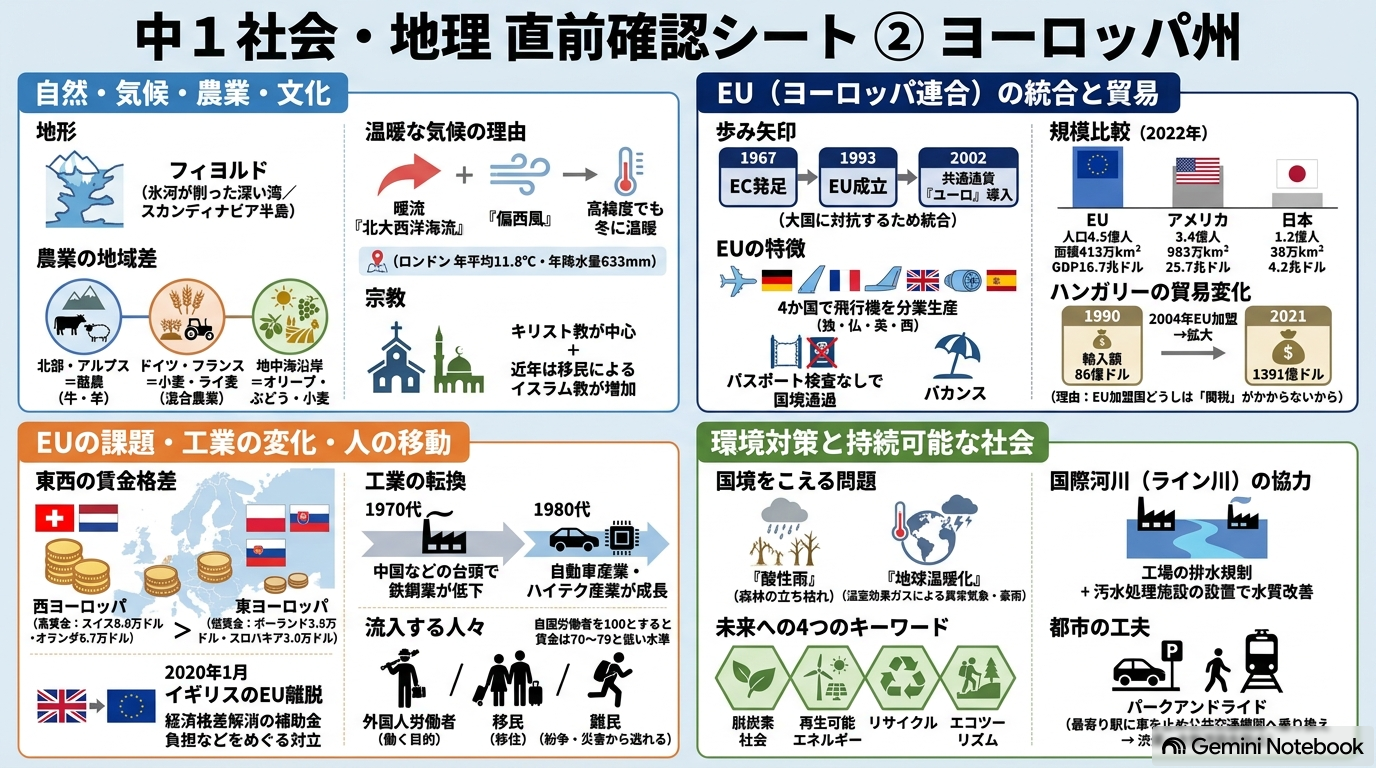 中1社会・地理 直前確認シート ② ヨーロッパ州
自然・気候・農業・文化
地形
フィヨルド
(氷河が削った深い湾/
スカンディナビア半島)
農業の地域差
北部・アルプス
=酪農
(牛・羊)
ドイツ・フランス
=小麦・ライ麦
(混合農業)
地中海沿岸
=オリーブ・
ぶどう・小麦
温暖な気候の理由
暖流
『北大西洋海流』
+
『偏西風』
高緯度でも
冬に温暖
(ロンドン 年平均11.8℃・年降水量633mm)
宗教
キリスト教が中心
+
近年は移民による
イスラム教が増加
EU(ヨーロッパ連合)の統合と貿易
歩み矢印
1967
EC発足
1993
EU成立
2002
共通通貨
『ユーロ』導入
(大国に対抗するため統合)
EUの特徴
4か国で飛行機を分業生産
(独・仏・英・西)
パスポート検査なしで
国境通過
バカンス
規模比較(2022年)
EU
人口4.5億人
面積413万km²
GDP16.7兆ドル
アメリカ
3.4億人
983万km²
25.7兆ドル
日本
1.2億人
38万km²
4.2兆ドル
ハンガリーの貿易変化
1990
$
輸入額
86億ドル
2004年EU加盟
→拡大
2021
$
1391億ドル
(理由:EU加盟国どうしは「関税」がかからないから)
EUの課題・工業の変化・人の移動
東西の賃金格差
西ヨーロッパ
(高賃金:スイス8.8万ドル
・オランダ6.7万ドル)
>
東ヨーロッパ
(低賃金:ポーランド3.8万
ドル・スロバキア3.0万ドル)
2020年1月
イギリスのEU離脱
経済格差解消の補助金
負担などをめぐる対立
工業の転換
1970代
中国などの台頭で
鉄鋼業が低下
1980代
自動車産業・
ハイテク産業が成長
流入する人々
自国労働者を100とすると
賃金は70〜79と低い水準
外国人労働者
(働く目的)
/
移民
(移住)
/
難民
(紛争・災害から逃れる)
環境対策と持続可能な社会
国境をこえる問題
『酸性雨』
(森林の立ち枯れ)
『地球温暖化』
(温室効果ガスによる異常気象・豪雨)
未来への4つのキーワード
脱炭素
社会
再生可能
エネルギー
リサイクル
エコツー
リズム
国際河川(ライン川)の協力
工場の排水規制
+ 汚水処理施設の設置で水質改善
都市の工夫
P
パークアンドライド
(最寄り駅に車を止め公共交通機関へ乗り換え
→ 渋
Gemini Notebook